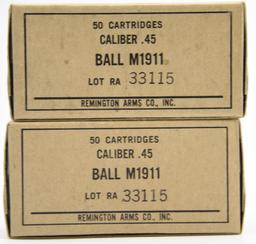 50 CARTRIDGES
CALIBER .45
BALL M1911
LOT RA 33115
REMINGTON ARMS CO., INC.
50 CARTRIDGES
CALIBER .45
BALL M1911
LOT RA 33115
REMINGTON ARMS CO., INC.